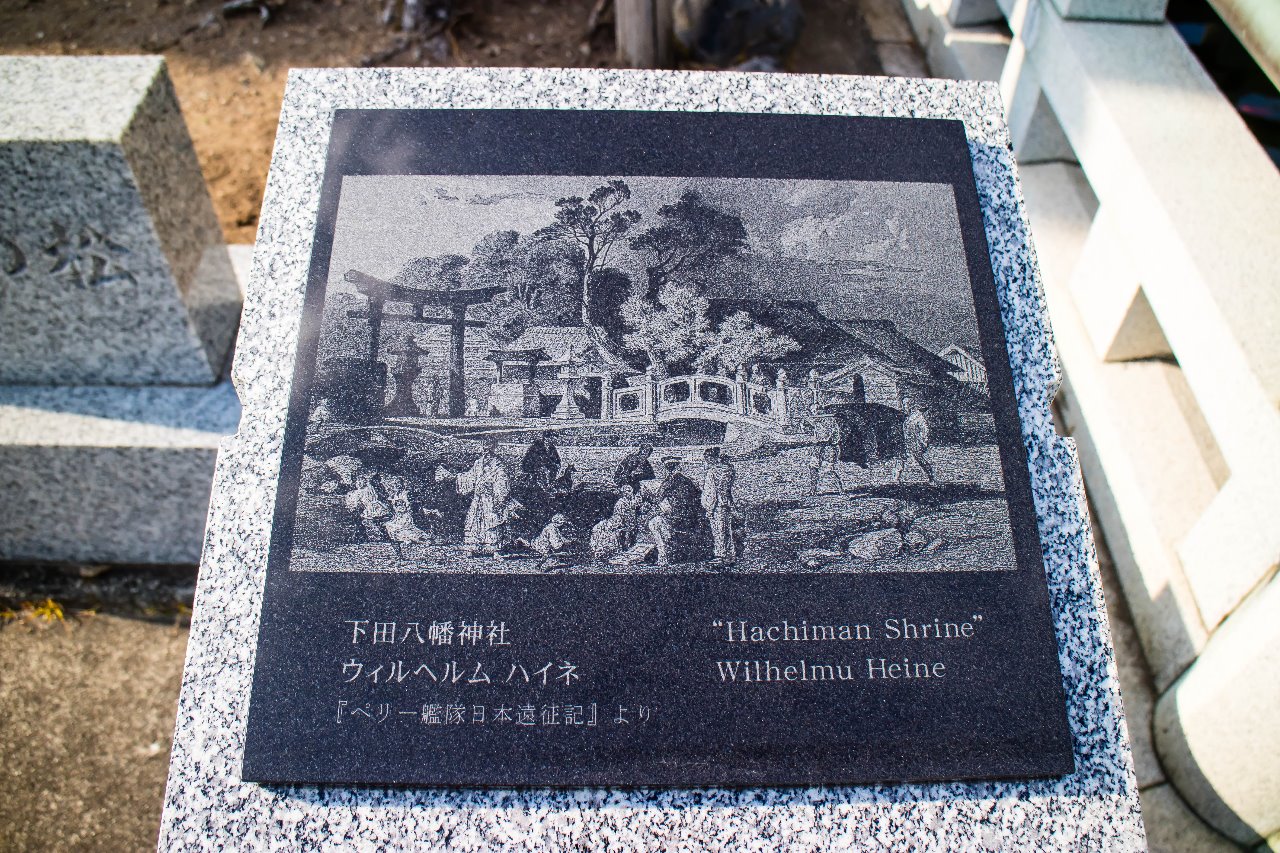 下田八幡神社
ウィルヘルム ハイネ
『ペリー艦隊日本遠征記』より
“Hachiman Shrine”
Wilhelmu Heine